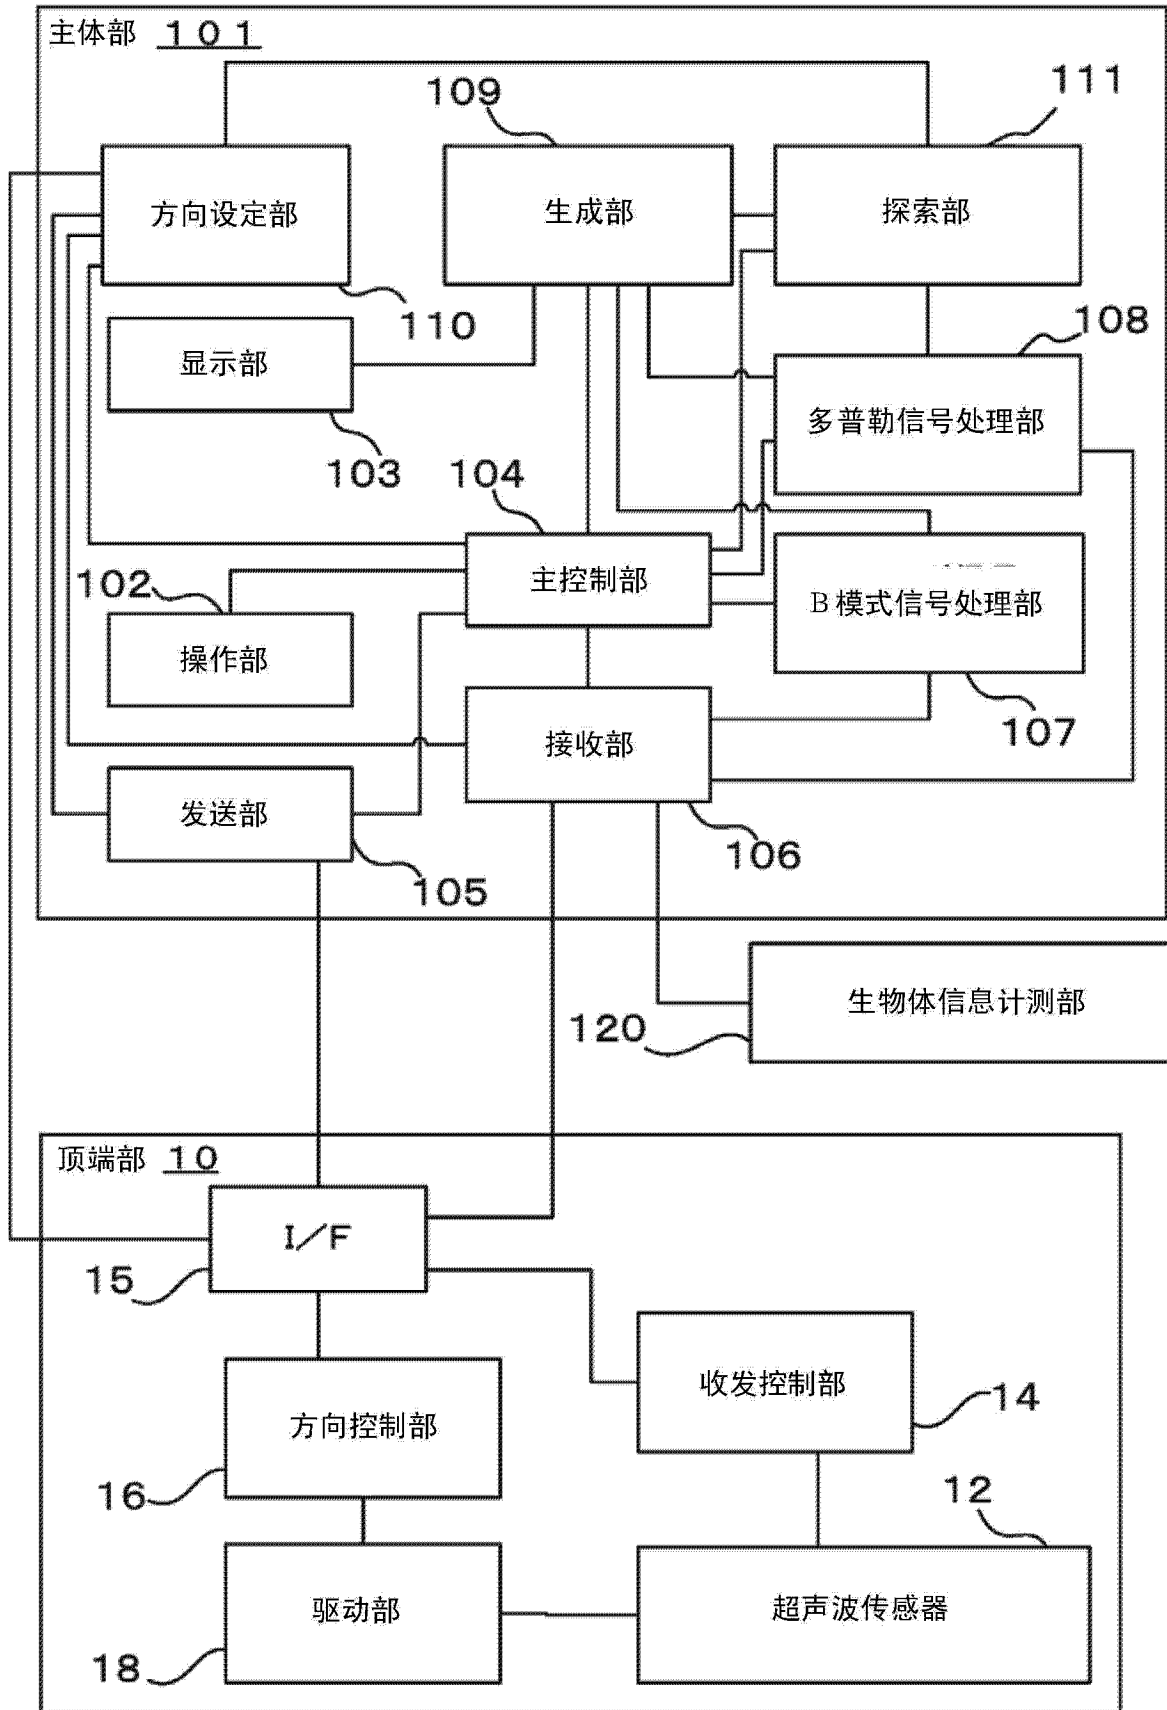 主体部 101
109
111
方向设定部
生成部
探索部
110
108
显示部
多普勒信号处理部
103
104
主控制部
102
B模式信号处理部
操作部
接收部
107
发送部
106
105
生物体信息计测部
120
顶端部 10
I/F
15
收发控制部
14
方向控制部
16
12
驱动部
超声波传感器
18